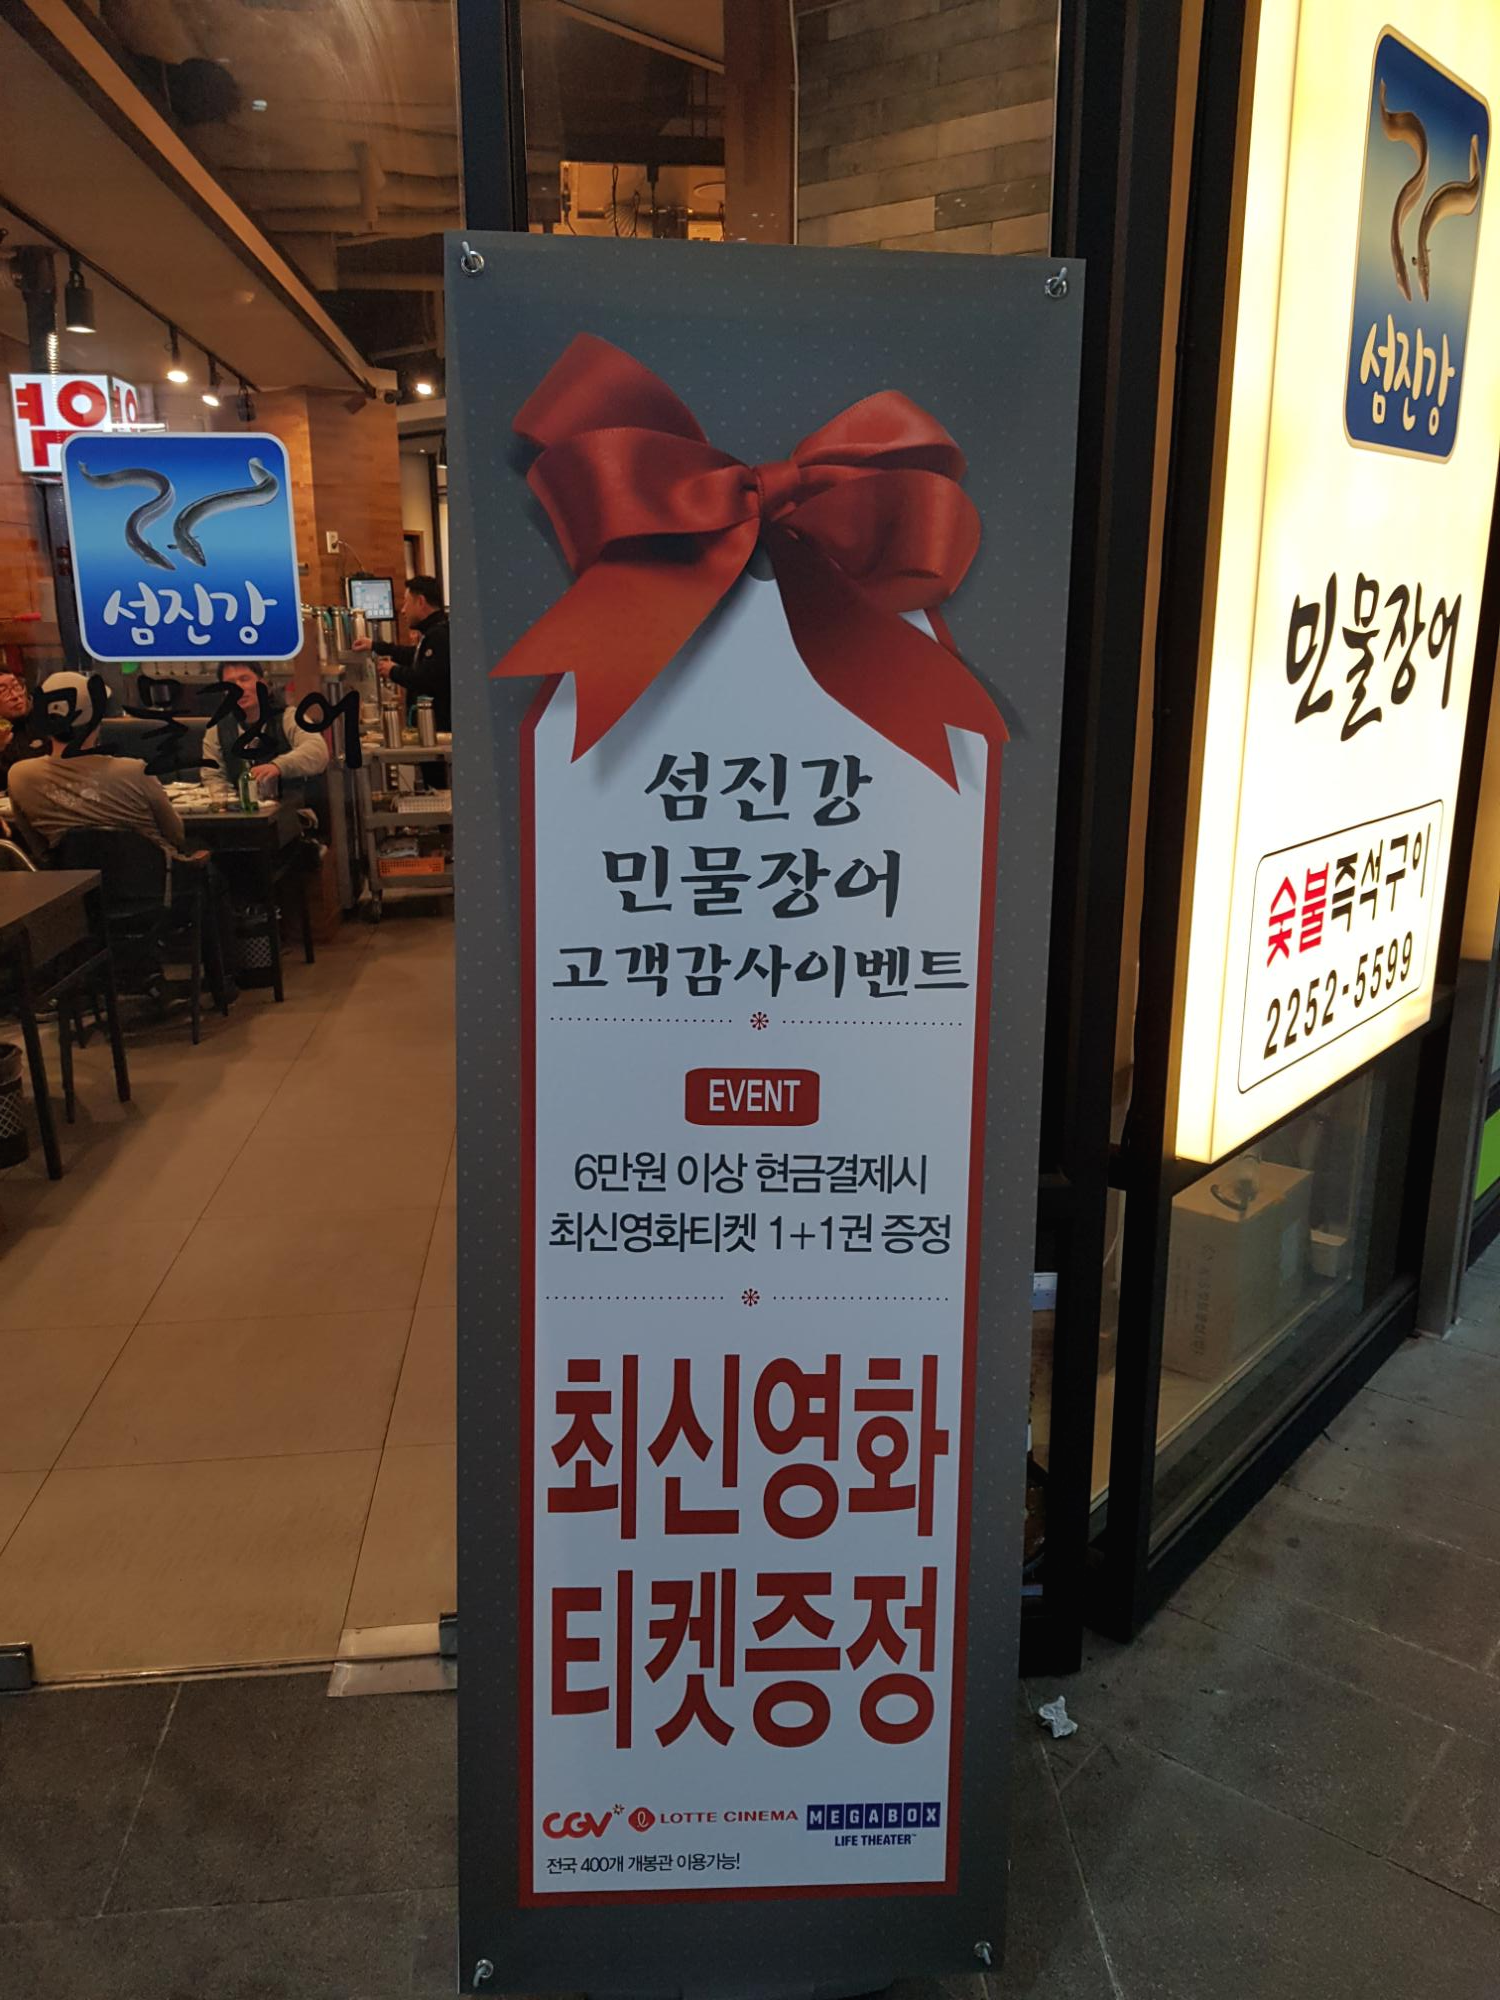 섬진강
민물장어
섬진강
민물장어
고객감사이벤트
EVENT
6만원 이상 현금결제시
최신영화티켓 1+1권 증정
최신영화
티켓증정
CGV LOTTE CINEMA MEGABOX
LIFE THEATER™
전국 400개 개봉관 이용가능!
섬진강
민물장어
숯불즉석구이
2252-5599